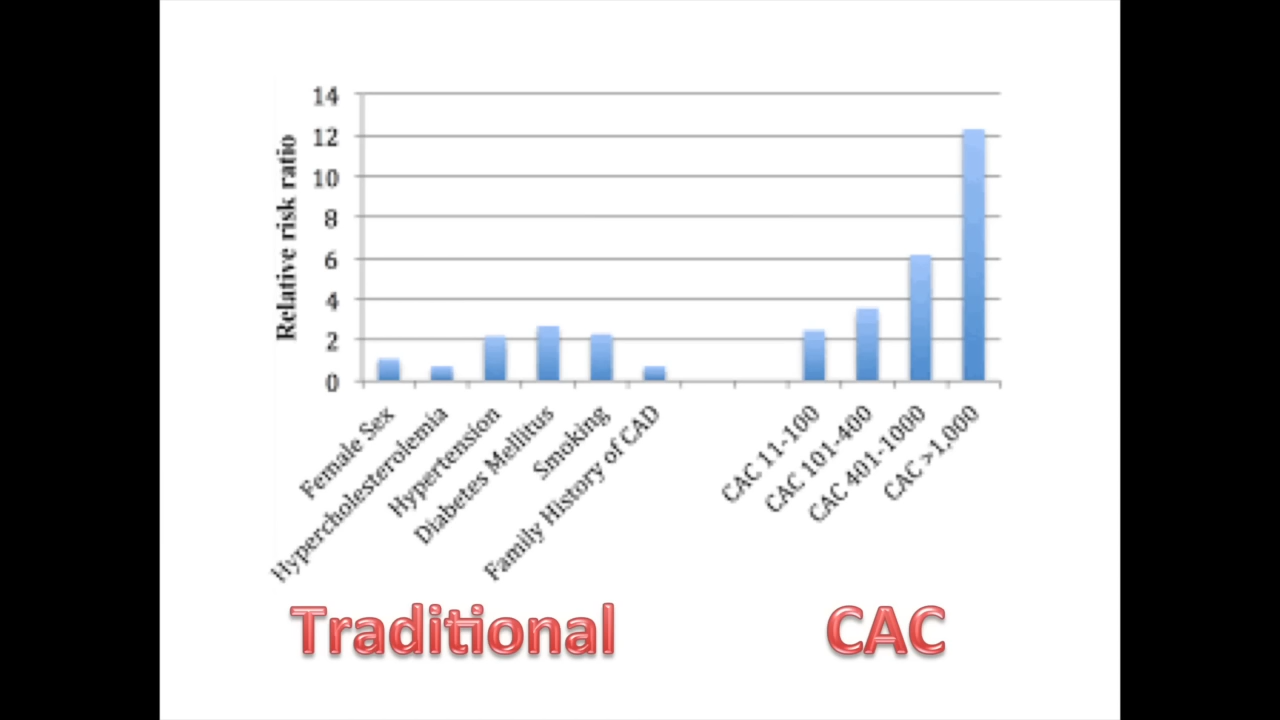 14
12
10
8
6
4
2
0
Relative risk ratio
Female Sex
Hypercholesterolemia
Hypertension
Diabetes Mellitus
Smoking
Family History of CAD
CAC 11-100
CAC 101-400
CAC 401-1000
CAC >1,000
Traditional
CAC